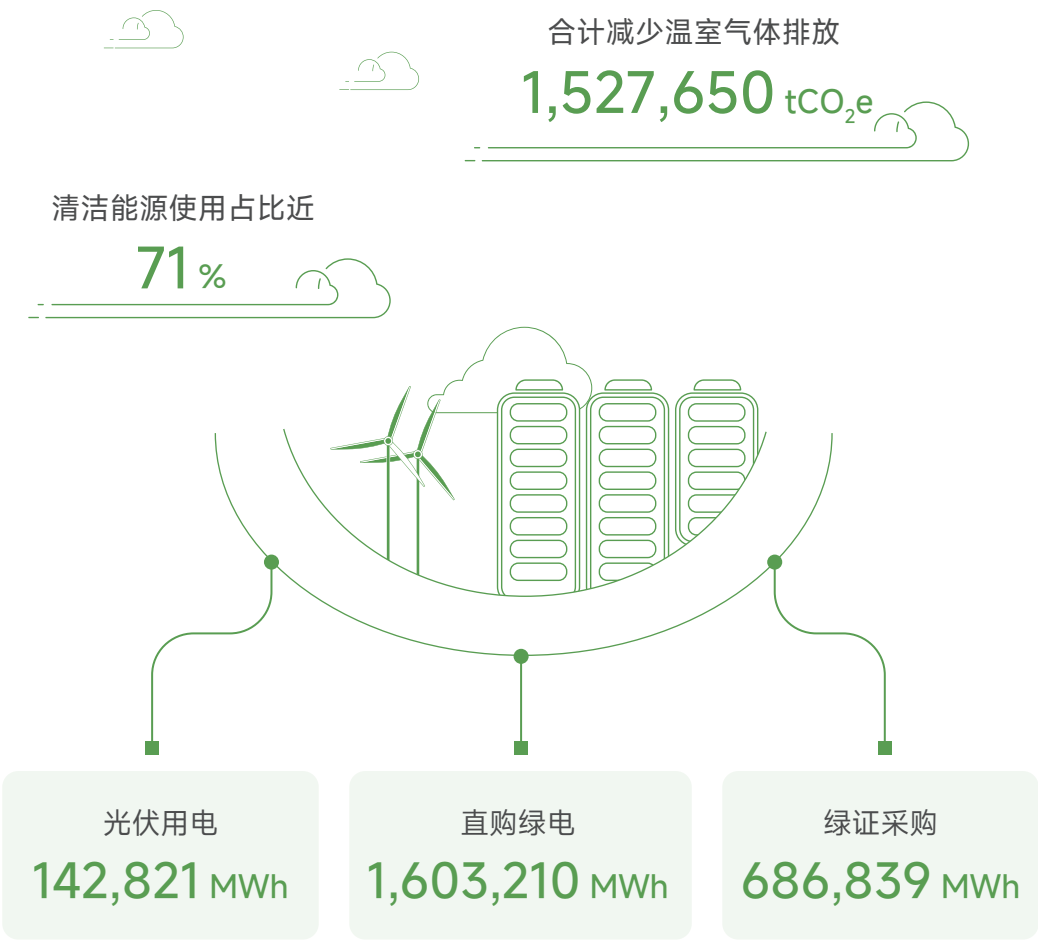 合计减少温室气体排放
1,527,650 tCO₂e
清洁能源使用占比近
71 %
光伏用电
142,821 MWh
直购绿电
1,603,210 MWh
绿证采购
686,839 MWh